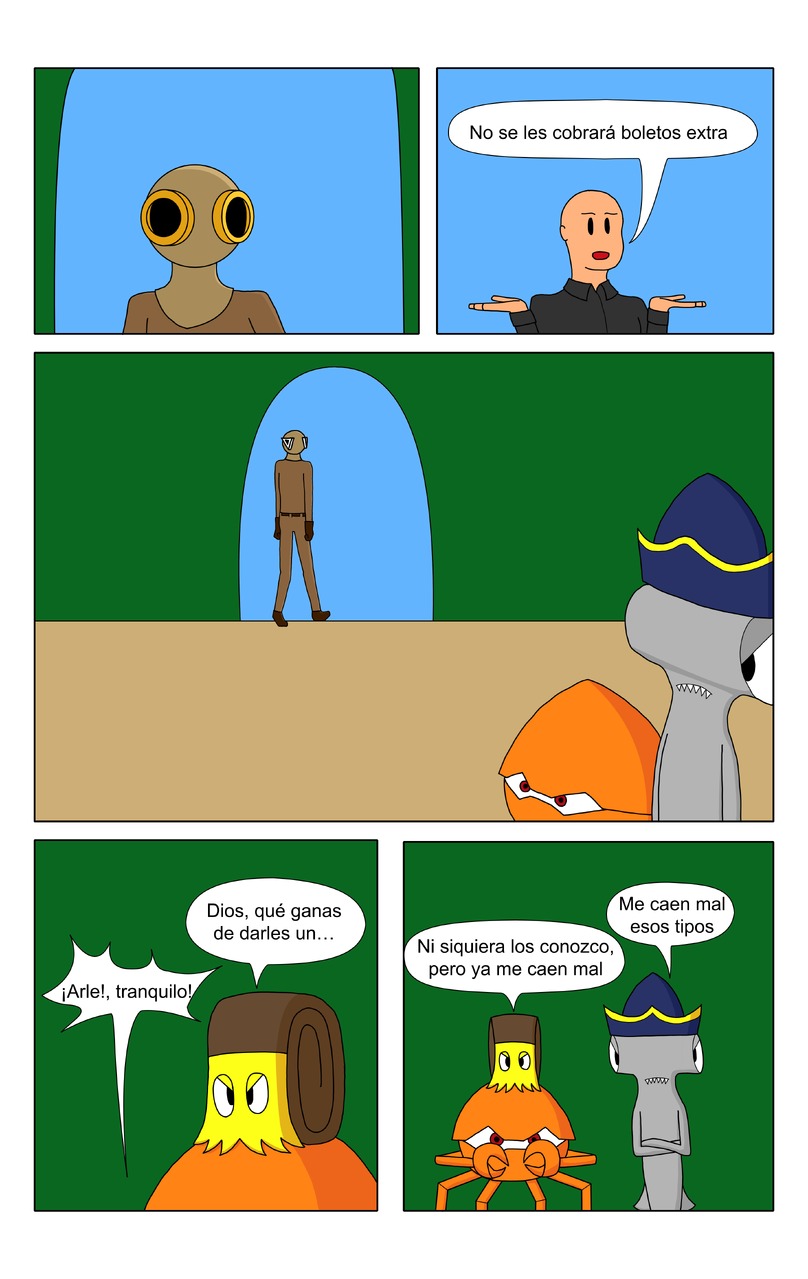 No se les cobrará boletos extra
Dios, qué ganas
de darles un…
¡Arle!, tranquilo!
Me caen mal
esos tipos
Ni siquiera los conozco,
pero ya me caen mal